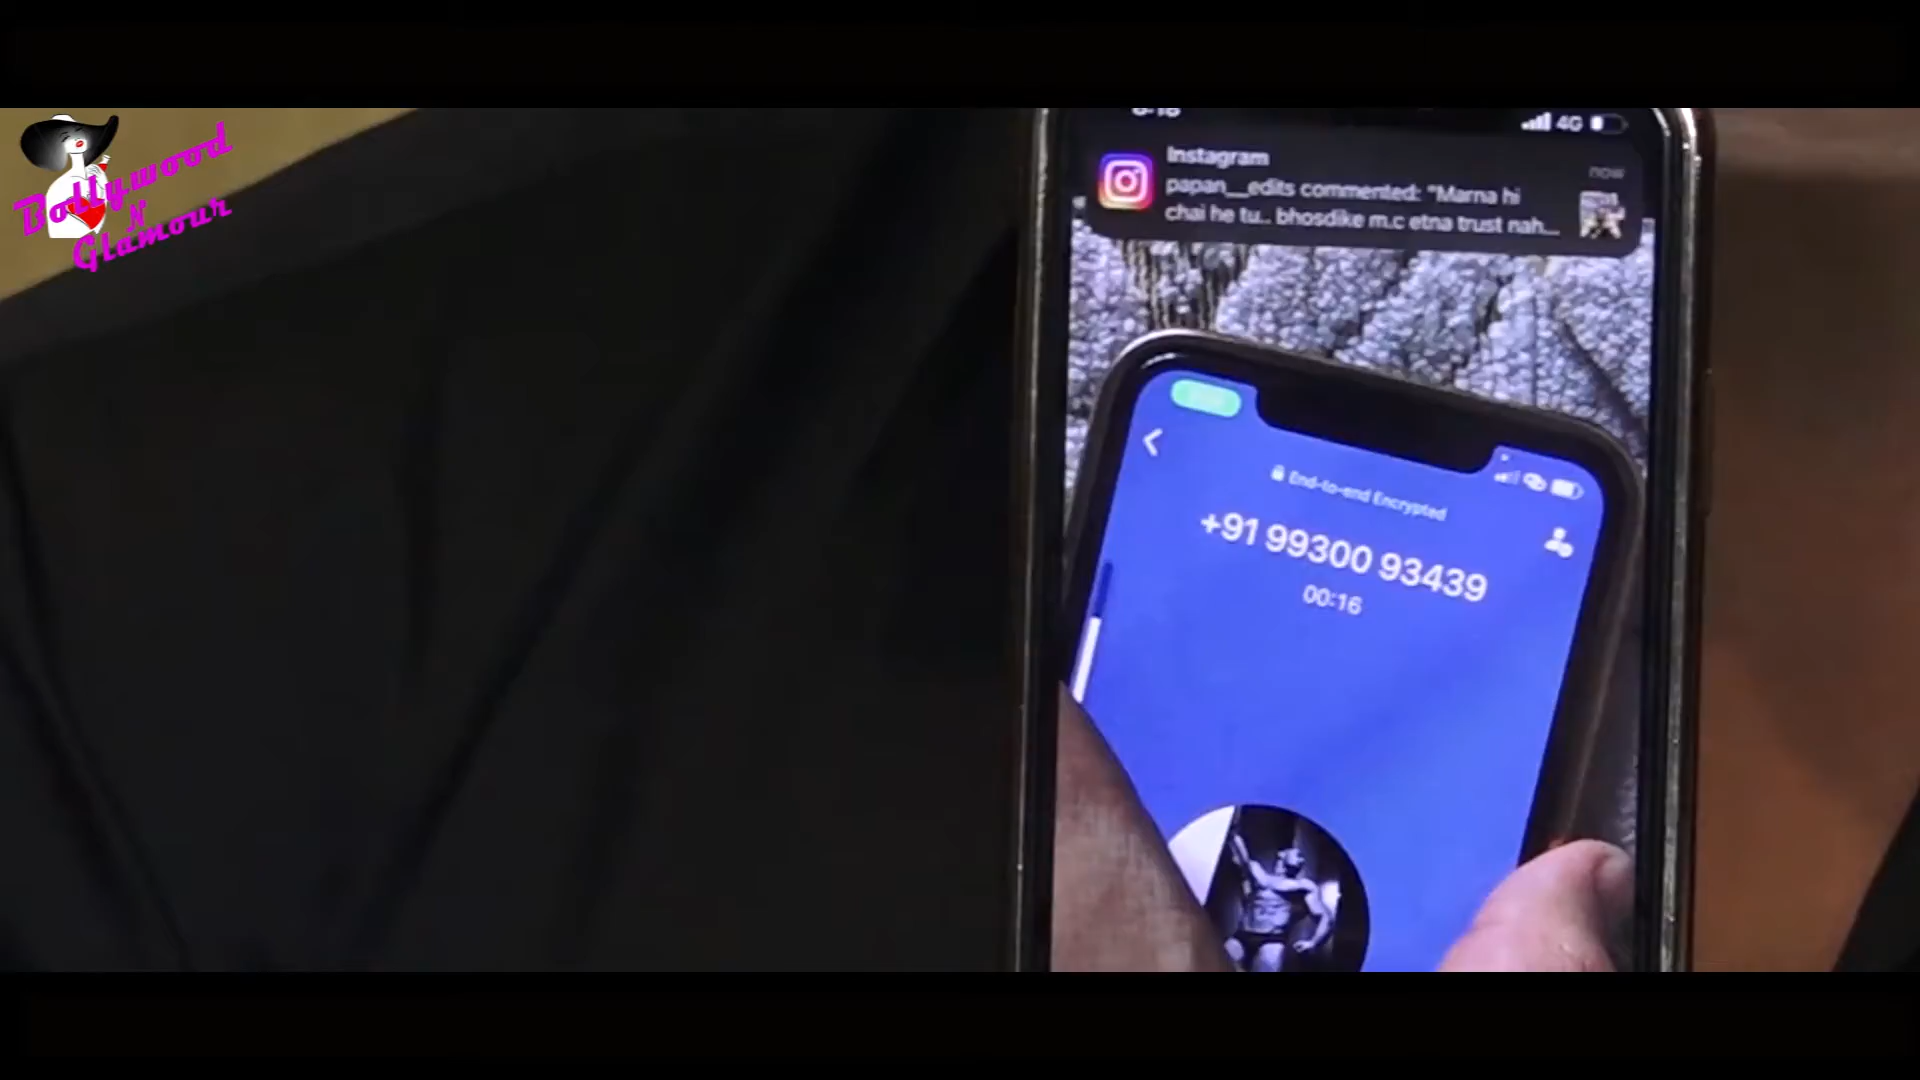 Bollywood
N
Glamour
4G
Instagram
now
papan__edits commented: "Marna hi
chai he tu.. bhosdike m.c etna trust nah...
End-to-end Encrypted
+91 99300 93439
00:16